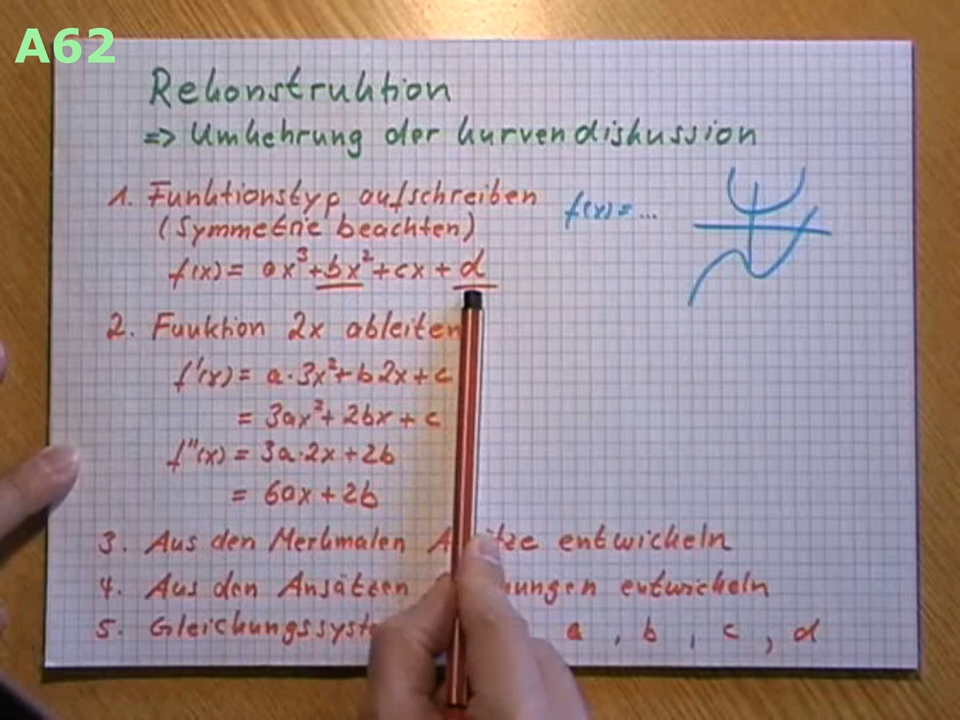 A62
Rekonstruktion
=> Umkehrung der Kurvendiskussion
1. Funktionstyp aufschreiben
(Symmetrie beachten)
f(x) = ...
f(x) = ax³+bx²+cx+d
2. Funktion 2x ableiten
f'(x) = a·3x²+b2x+c
= 3ax²+2bx+c
f''(x) = 3a·2x+2b
= 6ax+2b
3. Aus den Merkmalen entwickeln
4. Aus den Ansätzen entwickeln
5. a, b, c, d